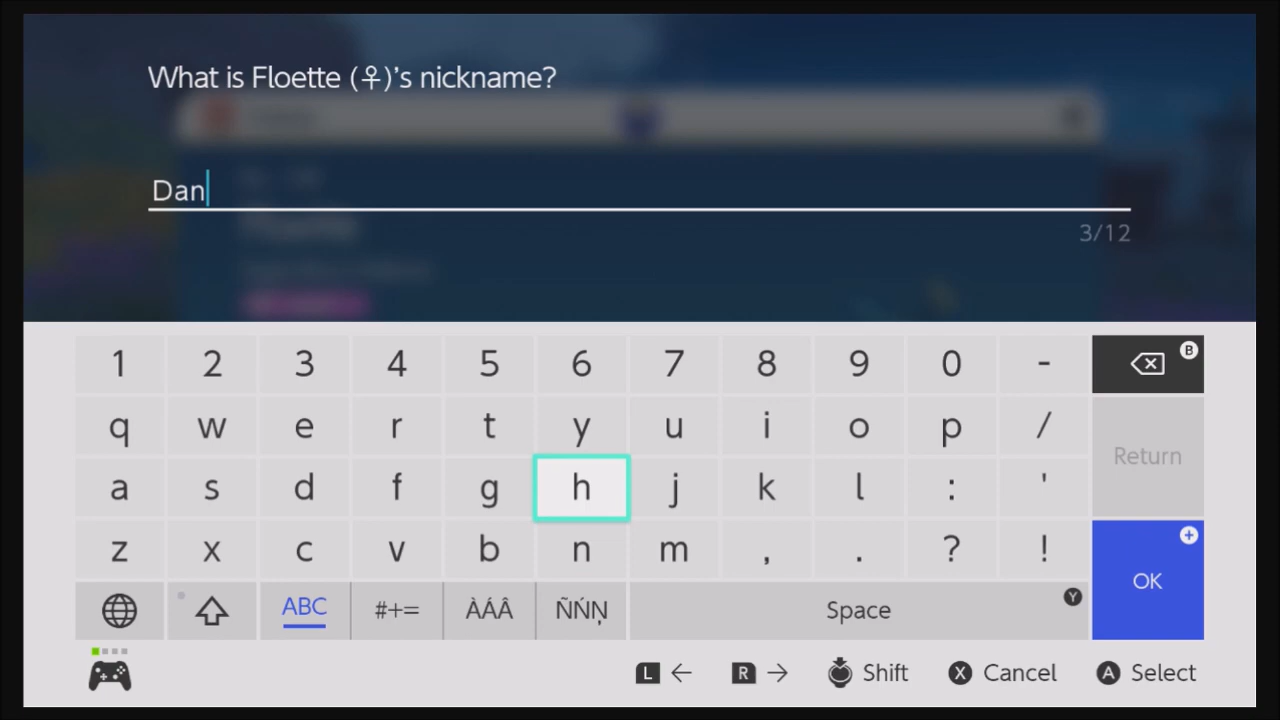 What is Floette (♀)'s nickname?
Dan
3/12
1 2 3 4 5 6 7 8 9 0 - B
q w e r t y u i o p / Return
a s d f g h j k l : '
z x c v b n m , . ? ! + OK
ABC #+= ÀÁÂ ÑŃŅ Space Y
L ← R → Shift X Cancel A Select